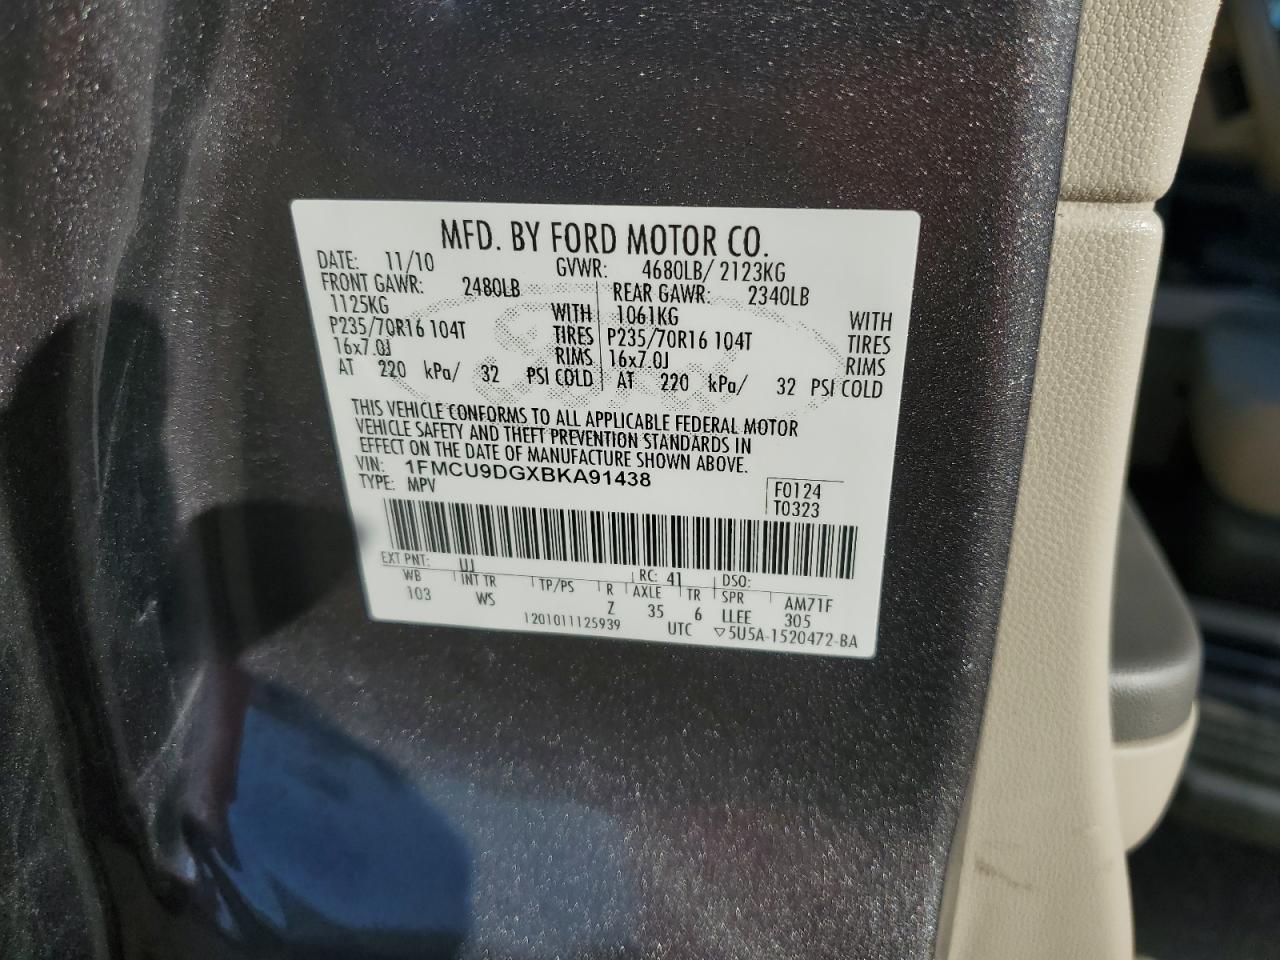 MFD. BY FORD MOTOR CO.
DATE: 11/10 GVWR: 4680LB/ 2123KG
FRONT GAWR: 2480LB REAR GAWR: 2340LB
1125KG WITH 1061KG WITH
P235/70R16 104T TIRES P235/70R16 104T TIRES
16x7.0J RIMS 16x7.0J RIMS
AT 220 kPa/ 32 PSI COLD AT 220 kPa/ 32 PSI COLD
THIS VEHICLE CONFORMS TO ALL APPLICABLE FEDERAL MOTOR
VEHICLE SAFETY AND THEFT PREVENTION STANDARDS IN
EFFECT ON THE DATE OF MANUFACTURE SHOWN ABOVE.
VIN: 1FMCU9DGXBKA91438
TYPE: MPV F0124
T0323
EXT PNT: UJ RC: 41 DSO:
WB INT TR TP/PS R AXLE TR SPR AM71F
103 WS Z 35 6 LLEE 305
1201011125939 UTC ▽5U5A-1520472-BA